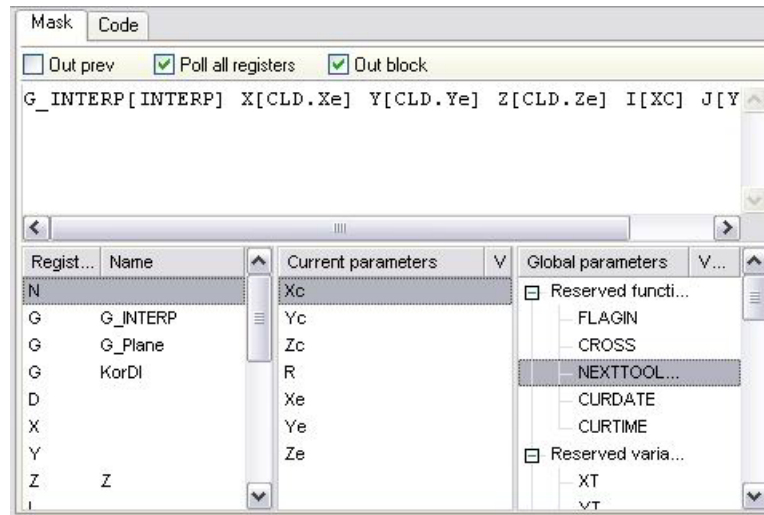 Mask Code
Out prev Poll all registers Out block
G_INTERP[INTERP] X[CLD.Xe] Y[CLD.Ye] Z[CLD.Ze] I[XC] J[Y
Regist... Name Current parameters V Global parameters V...
N Xc Reserved functi...
G G_INTERP Yc FLAGIN
G G_Plane Zc CROSS
G KorDl R NEXTTOOL...
D Xe CURDATE
X Ye CURTIME
Y Ze Reserved varia...
Z Z XT
YT